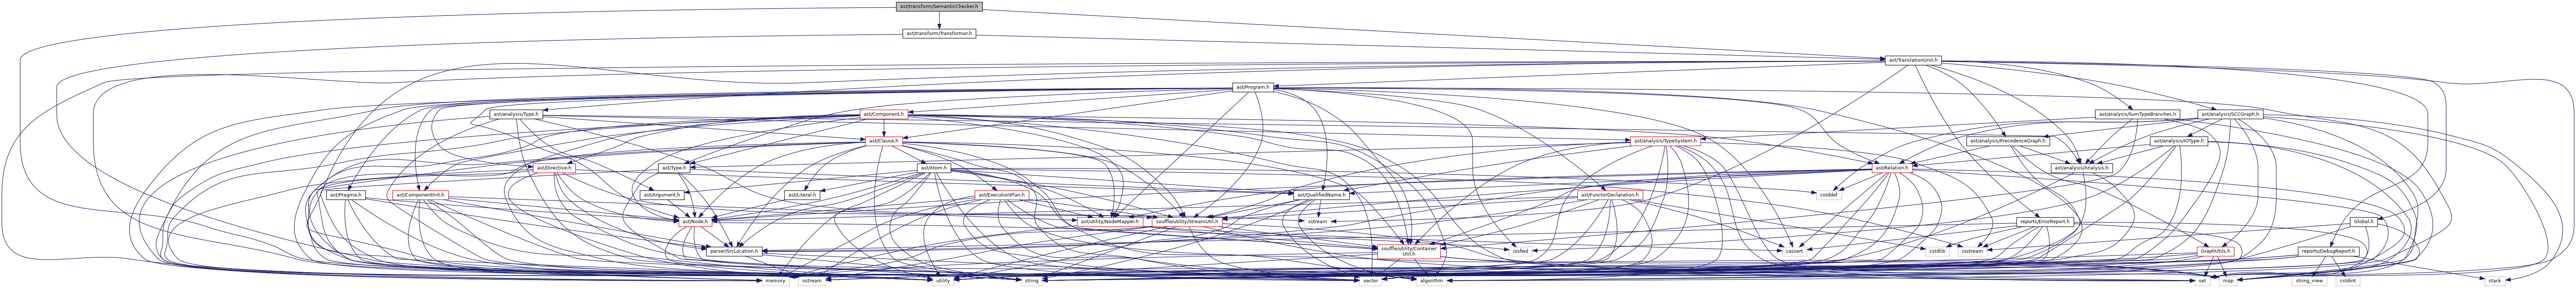 ast/transform/SemanticChecker.h
ast/transform/Transformer.h
ast/TranslationUnit.h
ast/Program.h
ast/analysis/Type.h
ast/Component.h
ast/analysis/SumTypeBranches.h
ast/analysis/SCCGraph.h
ast/Clause.h
ast/analysis/TypeSystem.h
ast/analysis/PrecedenceGraph.h
ast/analysis/IOType.h
ast/Directive.h
ast/Type.h
ast/Atom.h
ast/Relation.h
ast/analysis/Analysis.h
ast/Pragma.h
ast/ComponentInit.h
ast/Argument.h
ast/Literal.h
ast/ExecutionPlan.h
ast/QualifiedName.h
ast/FunctorDeclaration.h
cstddef
ast/Node.h
ast/utility/NodeMapper.h
souffle/utility/StreamUtil.h
sstream
reports/ErrorReport.h
Global.h
parser/SrcLocation.h
souffle/utility/Container
Util.h
iosfwd
cassert
cstdlib
iostream
GraphUtils.h
reports/DebugReport.h
memory
ostream
utility
string
vector
algorithm
set
map
string_view
cstdint
stack